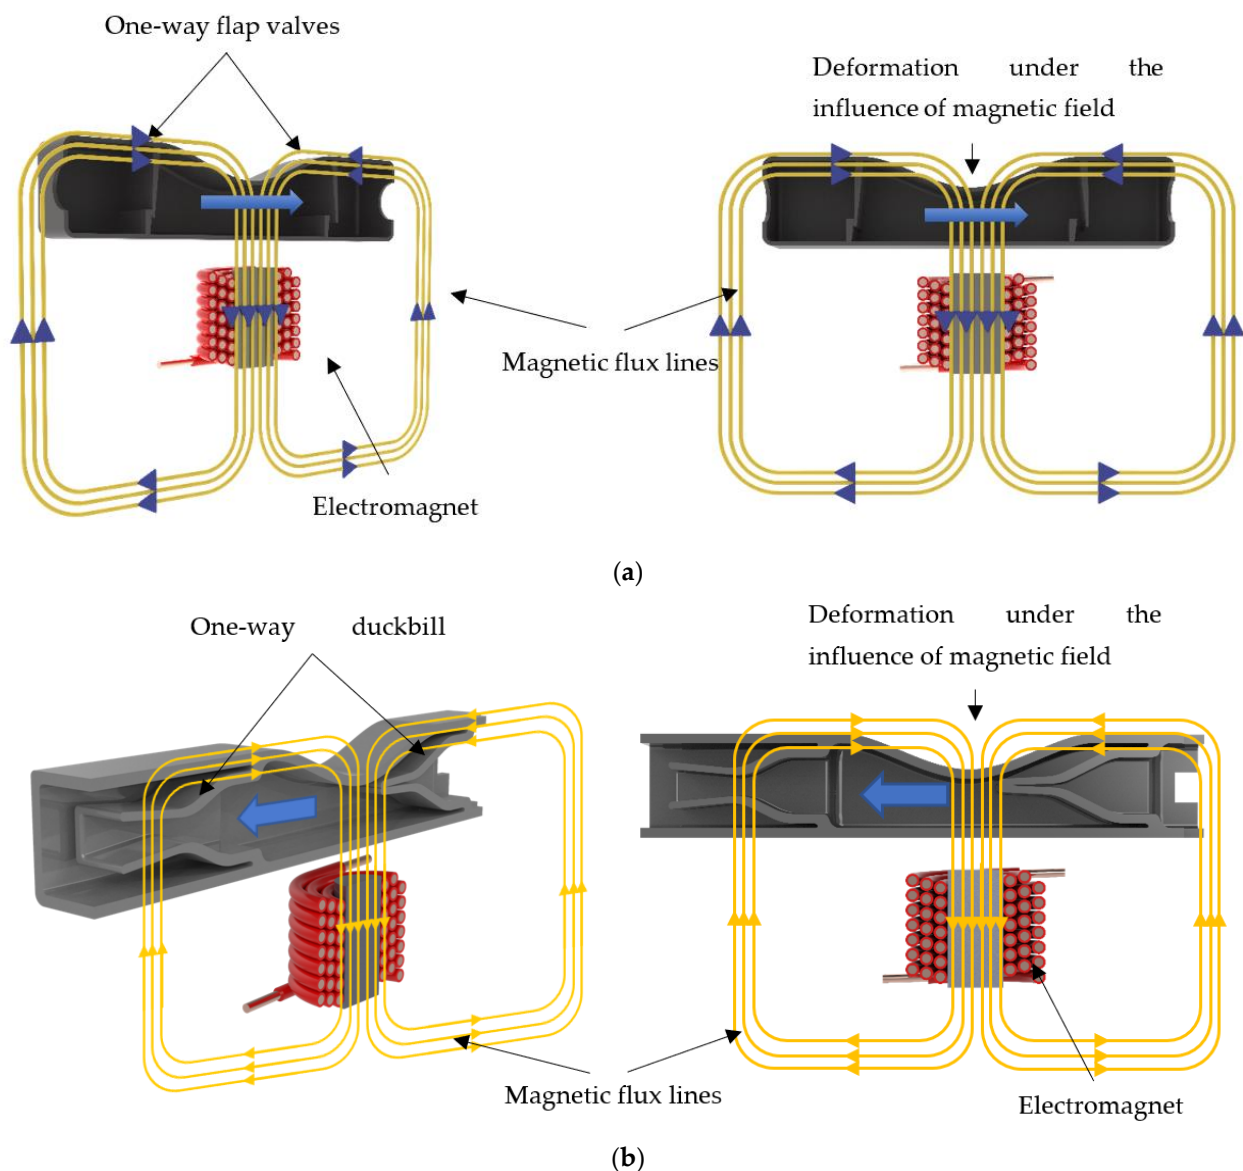 One-way flap valves
Deformation under the
influence of magnetic field
Magnetic flux lines
Electromagnet
(a)
One-way duckbill
Deformation under the
influence of magnetic field
Magnetic flux lines
Electromagnet
(b)